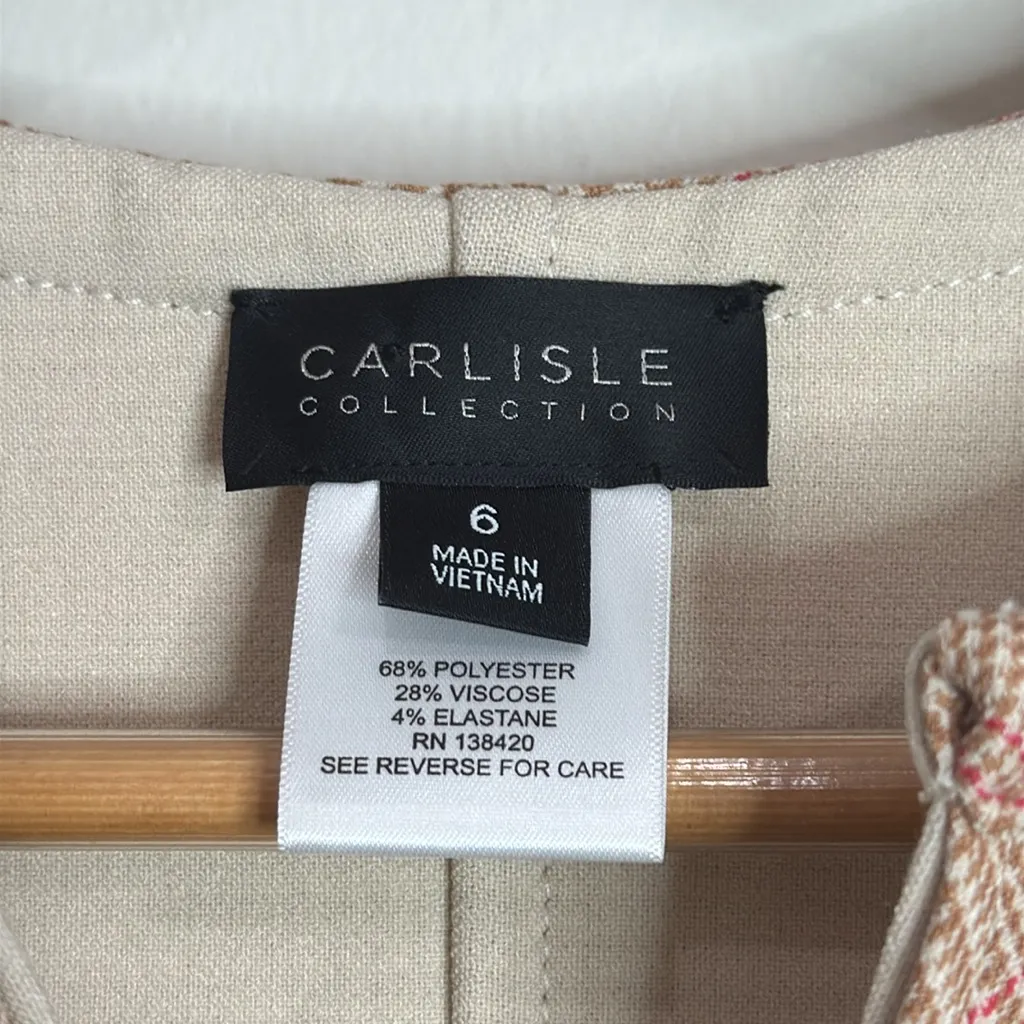 CARLISLE
COLLECTION
6
MADE IN
VIETNAM
68% POLYESTER
28% VISCOSE
4% ELASTANE
RN 138420
SEE REVERSE FOR CARE